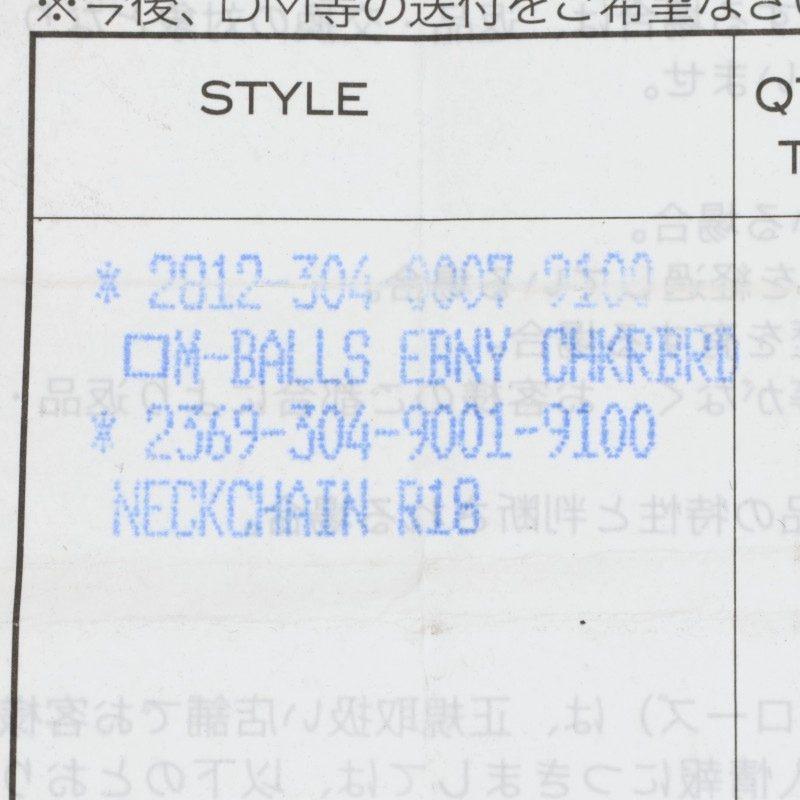 ※今後、DM等の送付をご希望なさ
STYLE
* 2812-304-0007-9100
□M-BALLS EBNY CHKRBRD
* 2369-304-9001-9100
NECKCHAIN R18